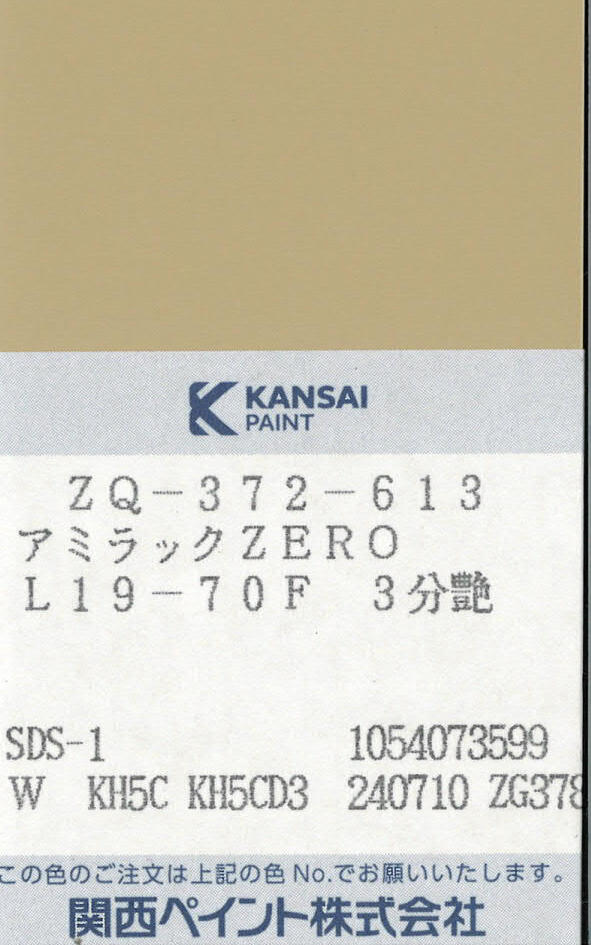 KANSAI
PAINT
ZQ－372－613
アミラックZERO
L19－70F　3分艶
SDS-1 1054073599
W KH5C KH5CD3 240710 ZG378
この色のご注文は上記の色No.でお願いいたします。
関西ペイント株式会社